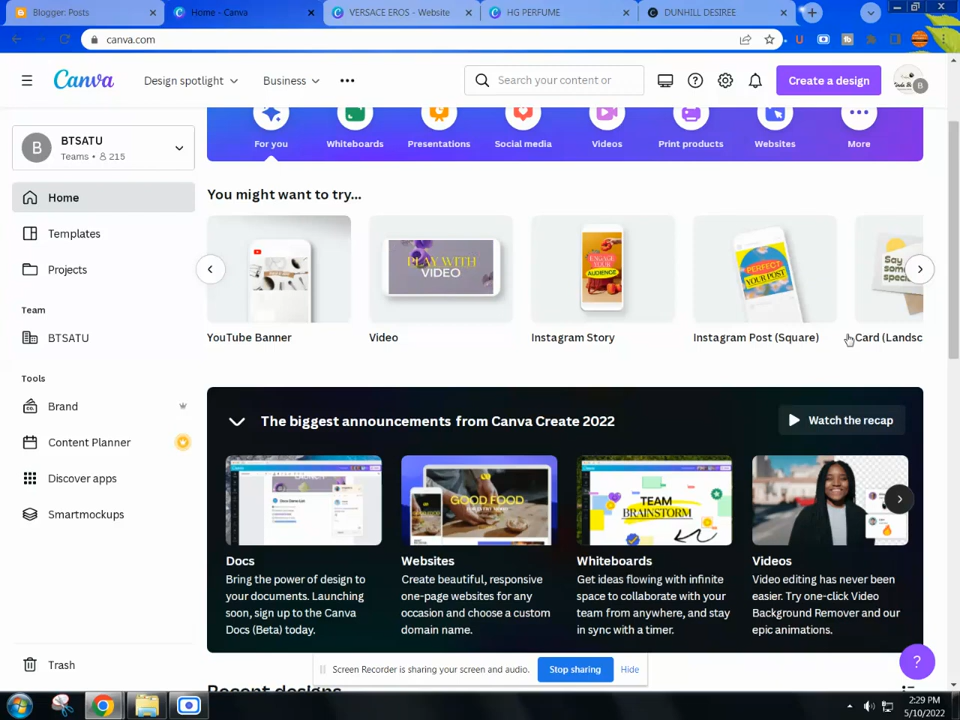 Blogger: Posts
Home - Canva
VERSACE EROS - Website
HG PERFUME
DUNHILL DESIREE
canva.com
Canva
Design spotlight
Business
Search your content or
Create a design
B
BTSATU
Teams • 215
For you
Whiteboards
Presentations
Social media
Videos
Print products
Websites
More
Home
Templates
Projects
Team
BTSATU
Tools
Brand
Content Planner
Discover apps
Smartmockups
Trash
You might want to try...
PLAY WITH
VIDEO
ENGAGE
YOUR
AUDIENCE
PERFECT
YOUR POST
Say
some
speci
YouTube Banner
Video
Instagram Story
Instagram Post (Square)
Card (Landsc
The biggest announcements from Canva Create 2022
Watch the recap
GOOD FOOD
TEAM
BRAINSTORM
Docs
Bring the power of design to
your documents. Launching
soon, sign up to the Canva
Docs (Beta) today.
Websites
Create beautiful, responsive
one-page websites for any
occasion and choose a custom
domain name.
Whiteboards
Get ideas flowing with infinite
space to collaborate with your
team from anywhere, and stay
in sync with a timer.
Videos
Video editing has never been
easier. Try one-click Video
Background Remover and our
epic animations.
Screen Recorder is sharing your screen and audio.
Stop sharing
Hide
Recent designs
?
2:29 PM
5/10/2022